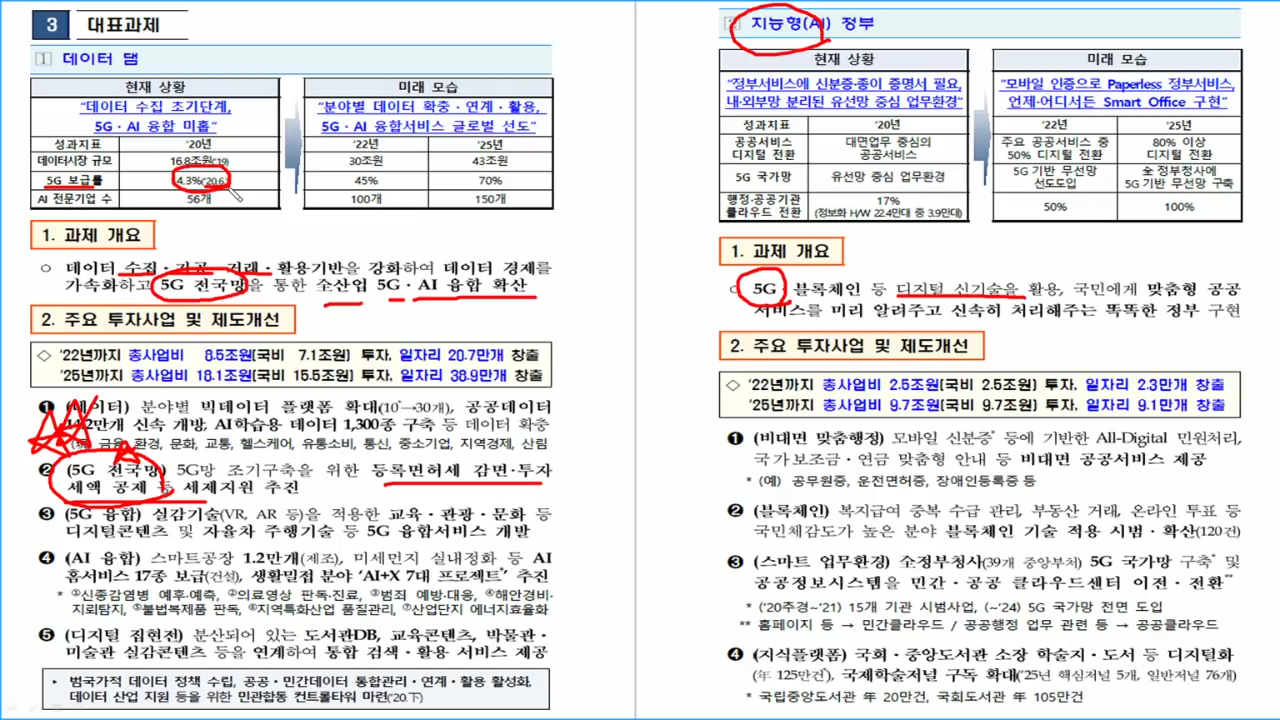 3 대표과제
1 데이터 댐
현재 상황 미래 모습
“데이터 수집 초기단계, “분야별 데이터 확충·연계·활용,
5G·AI 융합 미흡” 5G·AI 융합서비스 글로벌 선도”
성과지표 ’20년 ’22년 ’25년
데이터시장 규모 16.8조원(’19) 30조원 43조원
5G 보급률 14.3%(’20.6) 45% 70%
AI 전문기업 수 56개 100개 150개
1. 과제 개요
○ 데이터 수집·가공·거래·활용기반을 강화하여 데이터 경제를
가속화하고 5G 전국망을 통한 全산업 5G·AI 융합 확산
2. 주요 투자사업 및 제도개선
◇ ’22년까지 총사업비 8.5조원(국비 7.1조원) 투자, 일자리 20.7만개 창출
’25년까지 총사업비 18.1조원(국비 15.5조원) 투자, 일자리 38.9만개 창출
❶ (데이터) 분야별 빅데이터 플랫폼 확대(10*→30개), 공공데이터
14.2만개 신속 개방, AI학습용 데이터 1,300종 구축 등 데이터 확충
금융, 환경, 문화, 교통, 헬스케어, 유통소비, 통신, 중소기업, 지역경제, 산림
❷ (5G 전국망) 5G망 조기구축을 위한 등록면허세 감면·투자
세액 공제 등 세제지원 추진
❸ (5G 융합) 실감기술(VR, AR 등)을 적용한 교육·관광·문화 등
디지털콘텐츠 및 자율차 주행기술 등 5G 융합서비스 개발
❹ (AI 융합) 스마트공장 1.2만개(제조), 미세먼지 실내정화 등 AI
홈서비스 17종 보급(건설), 생활밀접 분야 ‘AI+X 7대 프로젝트*’ 추진
* ①신종감염병 예후·예측, ②의료영상 판독·진료, ③범죄 예방·대응, ④해안경비·
지뢰탐지, ⑤불법복제품 판독, ⑥지역특화산업 품질관리, ⑦산업단지 에너지효율화
❺ (디지털 집현전) 분산되어 있는 도서관DB, 교육콘텐츠, 박물관·
미술관 실감콘텐츠 등을 연계하여 통합 검색·활용 서비스 제공
▸ 범국가적 데이터 정책 수립, 공공·민간데이터 통합관리·연계·활용 활성화,
데이터 산업 지원 등을 위한 민관합동 컨트롤타워 마련(’20.下)
2 지능형(AI) 정부
현재 상황 미래 모습
“정부서비스에 신분증·종이 증명서 필요, “모바일 인증으로 Paperless 정부서비스,
내·외부망 분리된 유선망 중심 업무환경” 언제·어디서든 Smart Office 구현”
성과지표 ’20년 ’22년 ’25년
공공서비스 대면업무 중심의 주요 공공서비스 중 80% 이상
디지털 전환 공공서비스 50% 디지털 전환 디지털 전환
5G 국가망 유선망 중심 업무환경 5G 기반 무선망 全 정부청사에
선도도입 5G 기반 무선망 구축
행정·공공기관 17% 50% 100%
클라우드 전환 (정보화 H/W 22.4만대 중 3.9만대)
1. 과제 개요
○ 5G·블록체인 등 디지털 신기술을 활용, 국민에게 맞춤형 공공
서비스를 미리 알려주고 신속히 처리해주는 똑똑한 정부 구현
2. 주요 투자사업 및 제도개선
◇ ’22년까지 총사업비 2.5조원(국비 2.5조원) 투자, 일자리 2.3만개 창출
’25년까지 총사업비 9.7조원(국비 9.7조원) 투자, 일자리 9.1만개 창출
❶ (비대면 맞춤행정) 모바일 신분증* 등에 기반한 All-Digital 민원처리,
국가보조금·연금 맞춤형 안내 등 비대면 공공서비스 제공
* (예) 공무원증, 운전면허증, 장애인등록증 등
❷ (블록체인) 복지급여 중복 수급 관리, 부동산 거래, 온라인 투표 등
국민체감도가 높은 분야 블록체인 기술 적용 시범·확산(120건)
❸ (스마트 업무환경) 全정부청사(39개 중앙부처) 5G 국가망 구축* 및
공공정보시스템을 민간·공공 클라우드센터 이전·전환**
* (’20추경~’21) 15개 기관 시범사업, (~’24) 5G 국가망 전면 도입
** 홈페이지 등 → 민간클라우드 / 공공행정 업무 관련 등 → 공공클라우드
❹ (지식플랫폼) 국회·중앙도서관 소장 학술지·도서 등 디지털화
(年 125만건*), 국제학술저널 구독 확대(’25년 핵심저널 5개, 일반저널 76개)
* 국립중앙도서관 年 20만건, 국회도서관 年 105만건